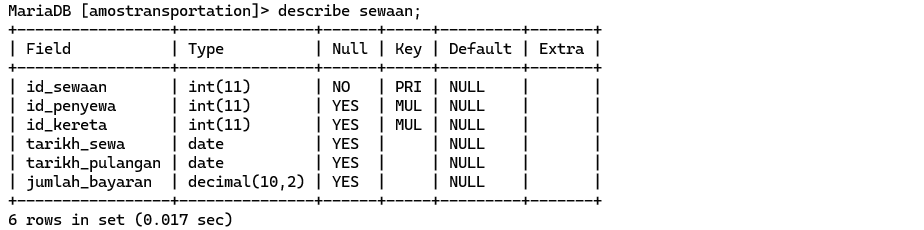 MariaDB [amostransportation]> describe sewaan;
+-----------------+---------------+------+-----+---------+-------+
| Field           | Type          | Null | Key | Default | Extra |
+-----------------+---------------+------+-----+---------+-------+
| id_sewaan       | int(11)       | NO   | PRI | NULL    |       |
| id_penyewa      | int(11)       | YES  | MUL | NULL    |       |
| id_kereta       | int(11)       | YES  | MUL | NULL    |       |
| tarikh_sewa     | date          | YES  |     | NULL    |       |
| tarikh_pulangan | date          | YES  |     | NULL    |       |
| jumlah_bayaran  | decimal(10,2) | YES  |     | NULL    |       |
+-----------------+---------------+------+-----+---------+-------+
6 rows in set (0.017 sec)